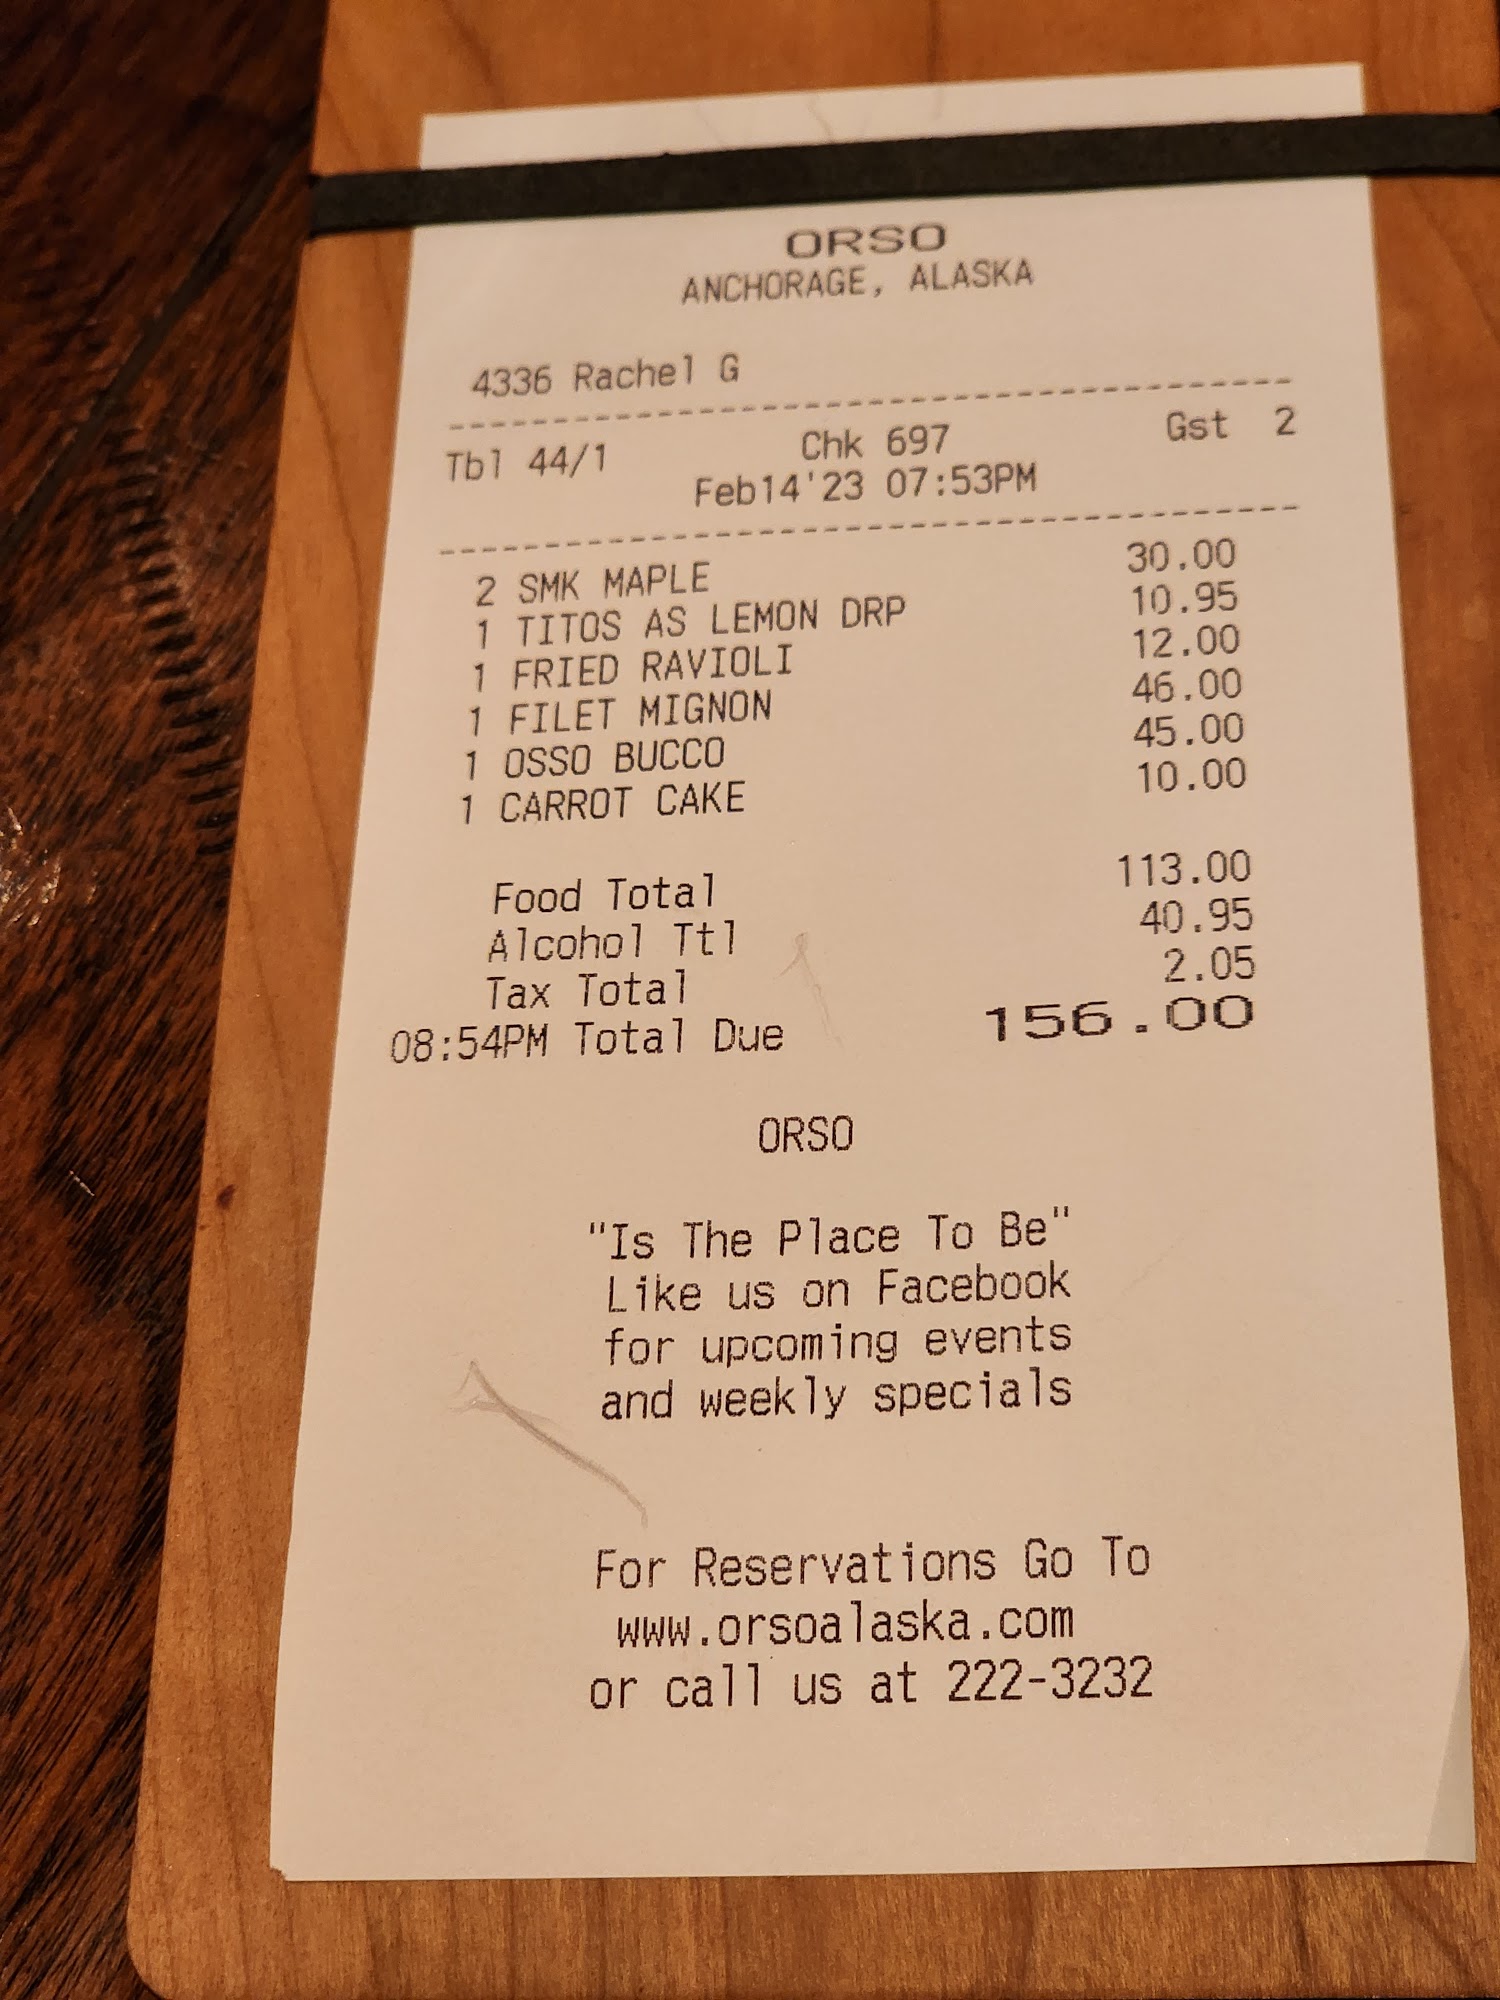 ORSO
ANCHORAGE, ALASKA
4336 Rachel G
Tbl 44/1 Chk 697 Gst 2
Feb14'23 07:53PM
2 SMK MAPLE 30.00
1 TITOS AS LEMON DRP 10.95
1 FRIED RAVIOLI 12.00
1 FILET MIGNON 46.00
1 OSSO BUCCO 45.00
1 CARROT CAKE 10.00
Food Total 113.00
Alcohol Ttl 40.95
Tax Total 2.05
08:54PM Total Due 156.00
ORSO
"Is The Place To Be"
Like us on Facebook
for upcoming events
and weekly specials
For Reservations Go To
www.orsoalaska.com
or call us at 222-3232